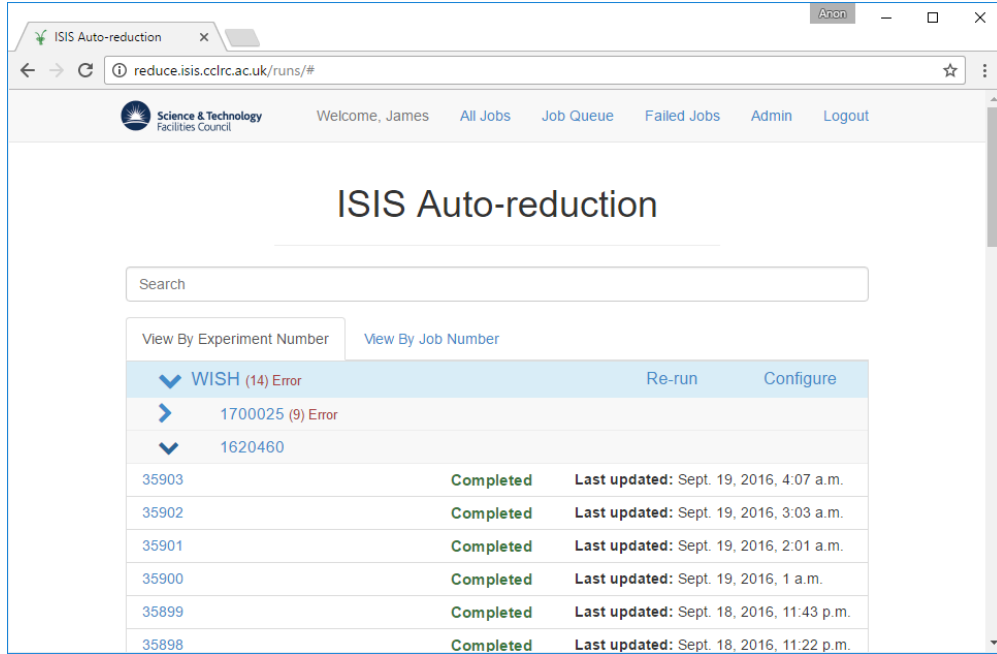 Anon
ISIS Auto-reduction
reduce.isis.cclrc.ac.uk/runs/#
Science & Technology
Facilities Council
Welcome, James All Jobs Job Queue Failed Jobs Admin Logout
ISIS Auto-reduction
Search
View By Experiment Number View By Job Number
WISH (14) Error Re-run Configure
1700025 (9) Error
1620460
35903 Completed Last updated: Sept. 19, 2016, 4:07 a.m.
35902 Completed Last updated: Sept. 19, 2016, 3:03 a.m.
35901 Completed Last updated: Sept. 19, 2016, 2:01 a.m.
35900 Completed Last updated: Sept. 19, 2016, 1 a.m.
35899 Completed Last updated: Sept. 18, 2016, 11:43 p.m.
35898 Completed Last updated: Sept. 18, 2016, 11:22 p.m.